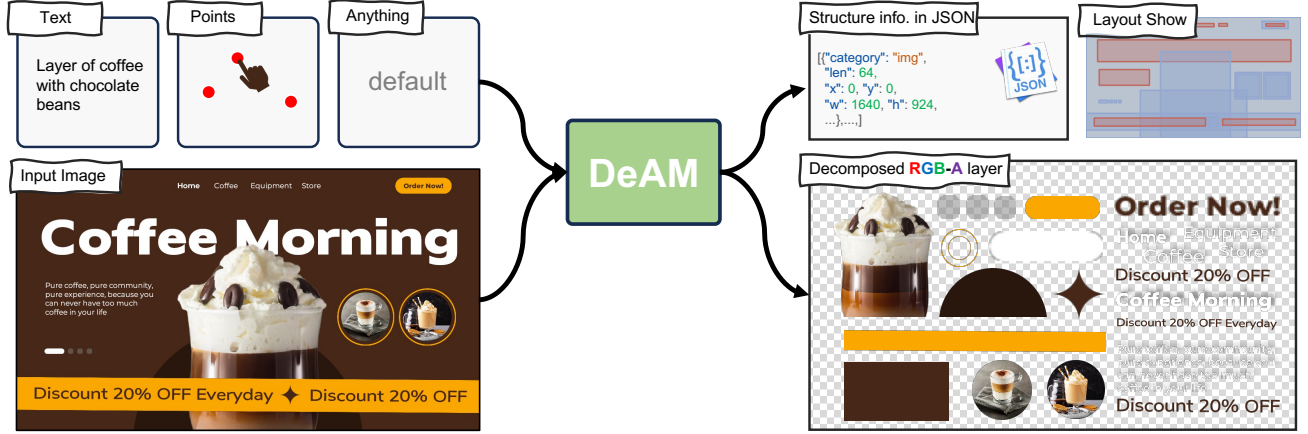 Text
Points
Anything
Layer of coffee
with chocolate
beans
default
Input Image
Home Coffee Equipment Store Order Now!
Coffee Morning
Pure coffee, pure community,
pure experience, because you
can never have too much
coffee in your life
Discount 20% OFF Everyday Discount 20% OFF
DeAM
Structure info. in JSON
[{"category": "img",
"len": 64,
"x": 0, "y": 0,
"w": 1640, "h": 924,
...},...,]
{[:]}
JSON
Layout Show
Decomposed RGB-A layer
Order Now!
Home Equipment
Coffee Store
Discount 20% OFF
Coffee Morning
Discount 20% OFF Everyday
Discount 20% OFF